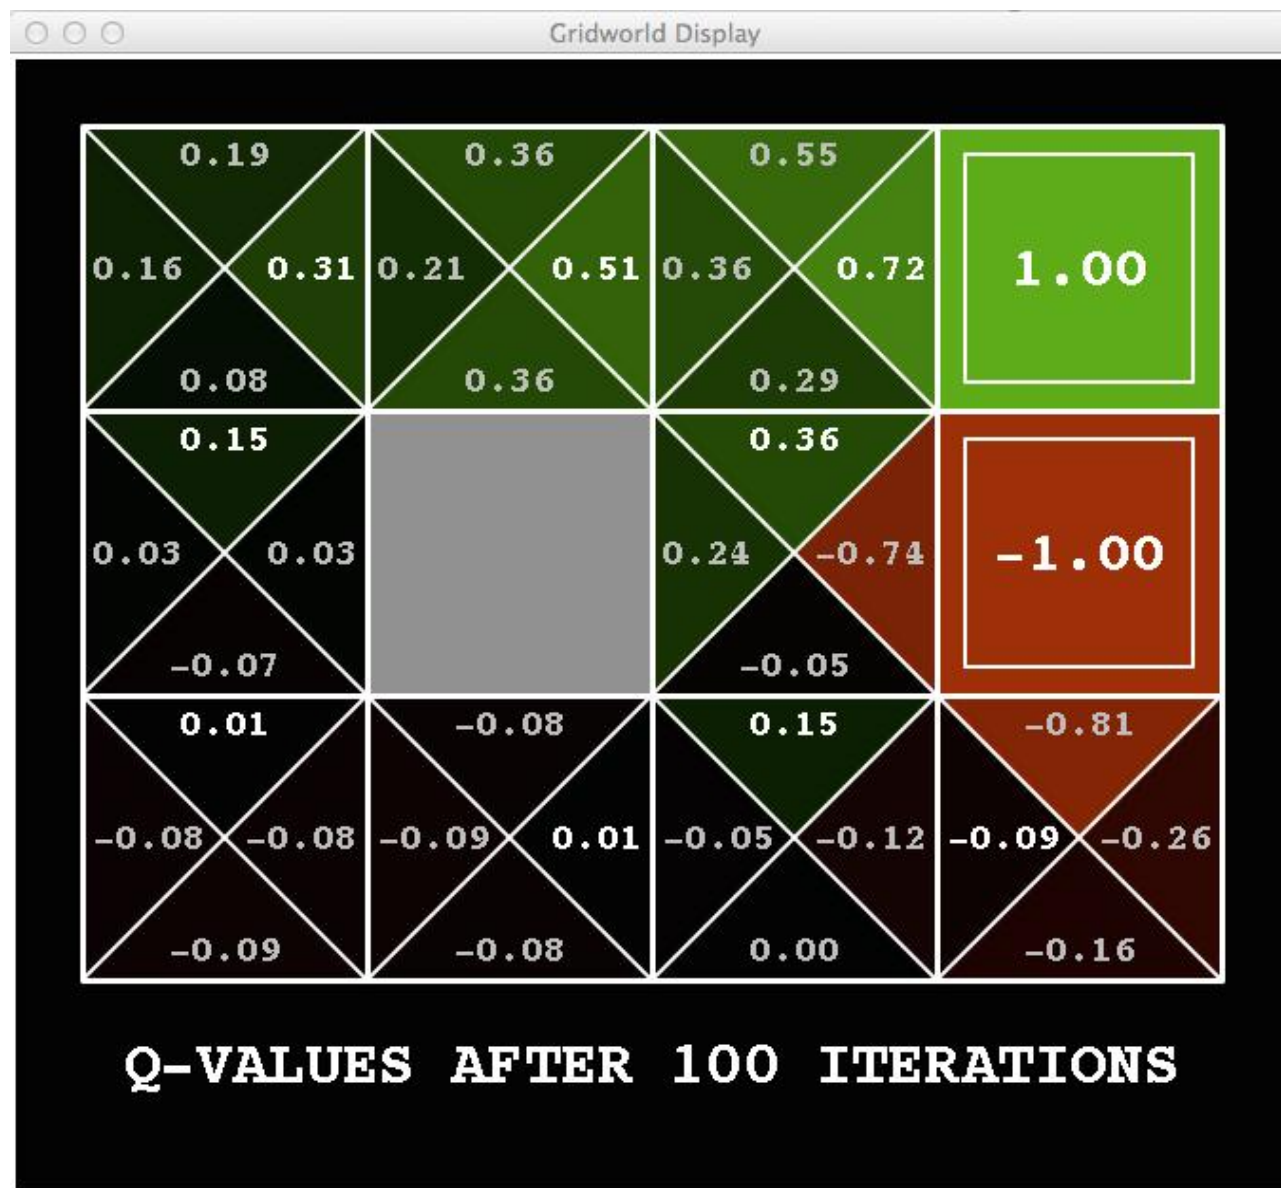 Gridworld Display
0.19 0.36 0.55
0.16 0.31 0.21 0.51 0.36 0.72 1.00
0.08 0.36 0.29
0.15 0.36
0.03 0.03 0.24 -0.74 -1.00
-0.07 -0.05
0.01 -0.08 0.15 -0.81
-0.08 -0.08 -0.09 0.01 -0.05 -0.12 -0.09 -0.26
-0.09 -0.08 0.00 -0.16
Q-VALUES AFTER 100 ITERATIONS